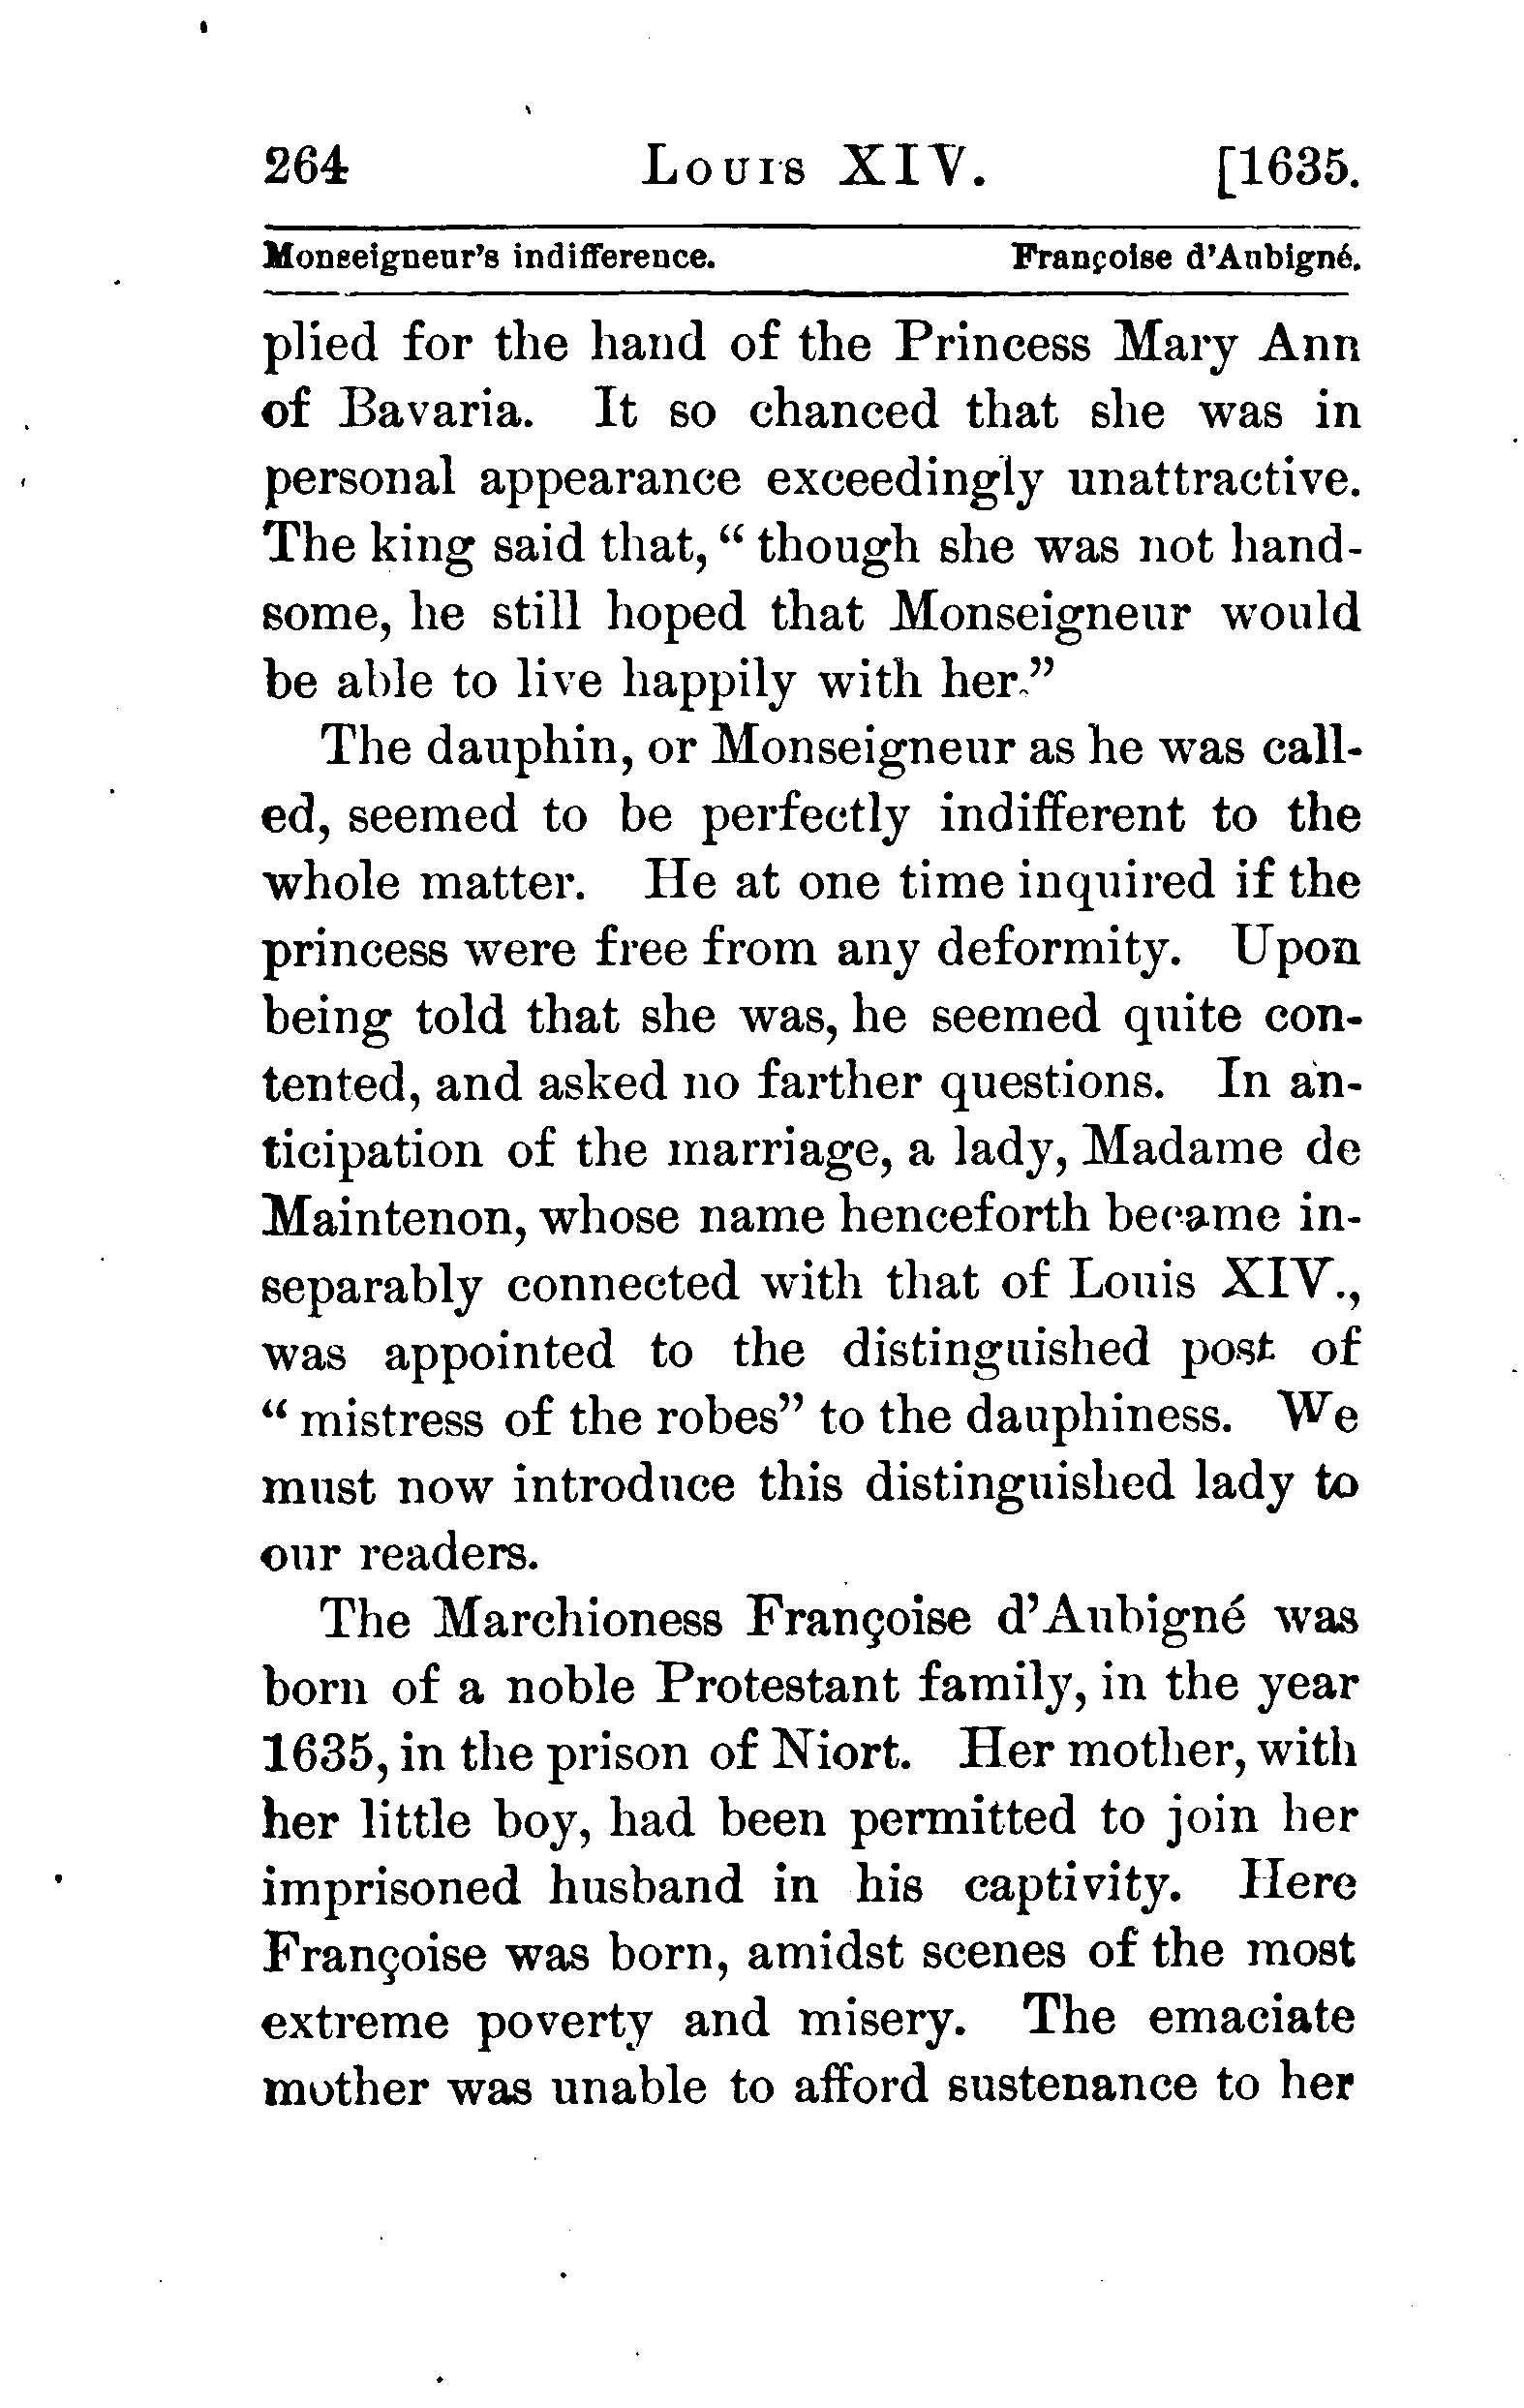 264 Louis XIV. [1635.
Monseigneur's indifference. Françoise d'Aubigné.
plied for the hand of the Princess Mary Ann
of Bavaria. It so chanced that she was in
personal appearance exceedingly unattractive.
The king said that, “ though she was not hand-
some, he still hoped that Monseigneur would
be able to live happily with her.”
The dauphin, or Monseigneur as he was call-
ed, seemed to be perfectly indifferent to the
whole matter. He at one time inquired if the
princess were free from any deformity. Upon
being told that she was, he seemed quite con-
tented, and asked no farther questions. In an-
ticipation of the marriage, a lady, Madame de
Maintenon, whose name henceforth became in-
separably connected with that of Louis XIV.,
was appointed to the distinguished post of
“ mistress of the robes” to the dauphiness. We
must now introduce this distinguished lady to
our readers.
The Marchioness Françoise d'Aubigné was
born of a noble Protestant family, in the year
1635, in the prison of Niort. Her mother, with
her little boy, had been permitted to join her
imprisoned husband in his captivity. Here
Françoise was born, amidst scenes of the most
extreme poverty and misery. The emaciate
mother was unable to afford sustenance to her